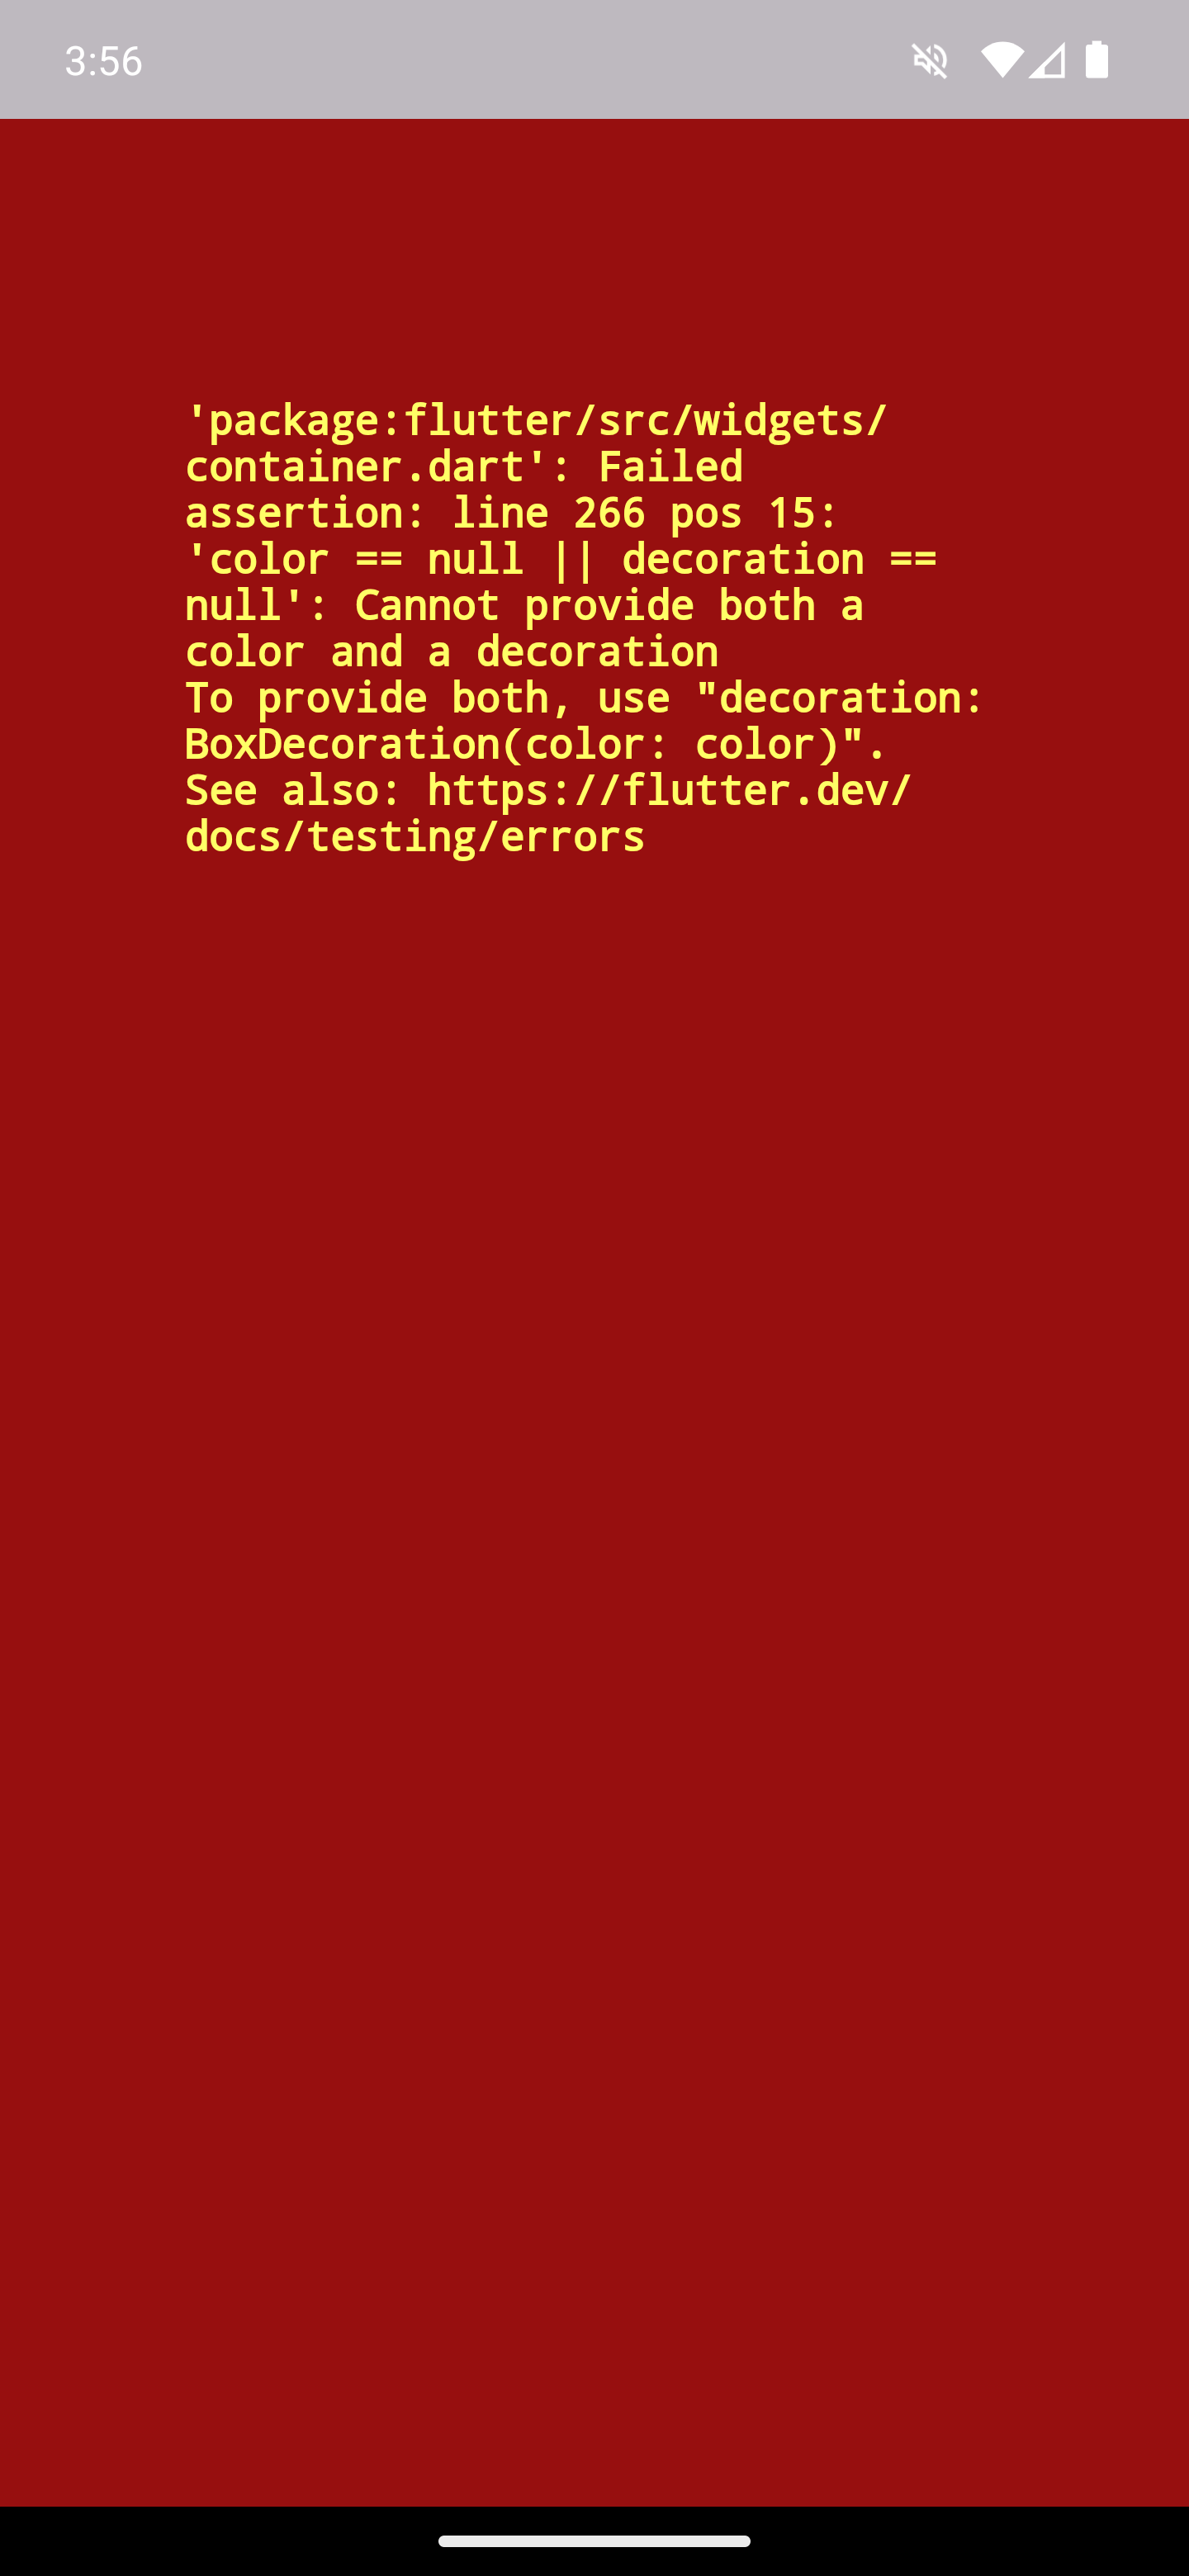 3:56
'package:flutter/src/widgets/
container.dart': Failed
assertion: line 266 pos 15:
'color == null || decoration ==
null': Cannot provide both a
color and a decoration
To provide both, use "decoration:
BoxDecoration(color: color)".
See also: https://flutter.dev/
docs/testing/errors